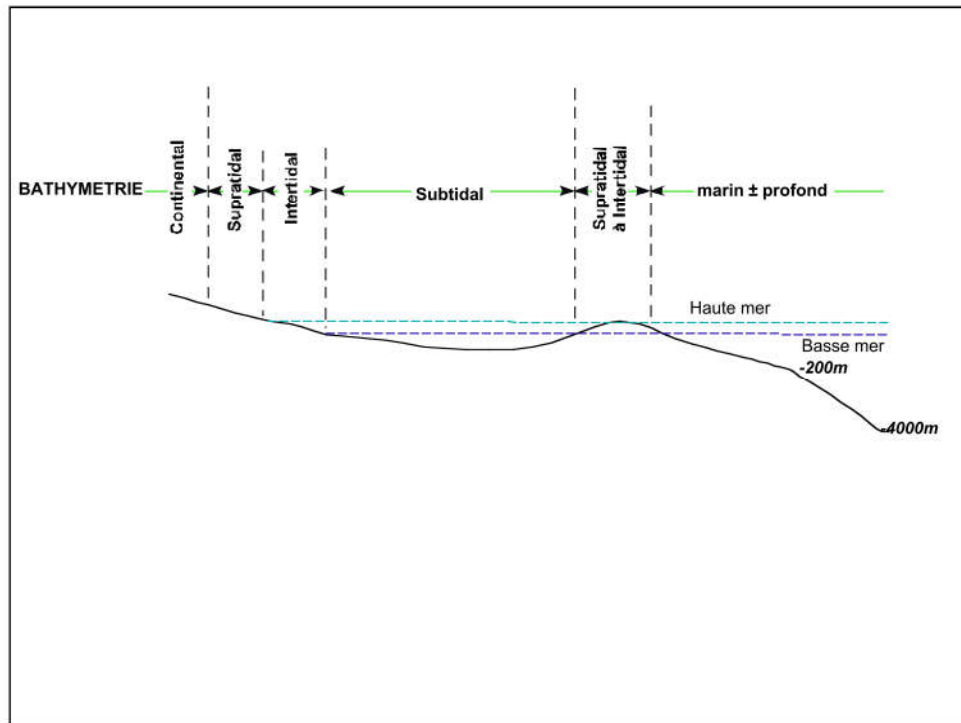 BATHYMETRIE
Continental
Supratidal
Intertidal
Subtidal
Supratidal
à Intertidal
marin ± profond
Haute mer
Basse mer
-200m
-4000m